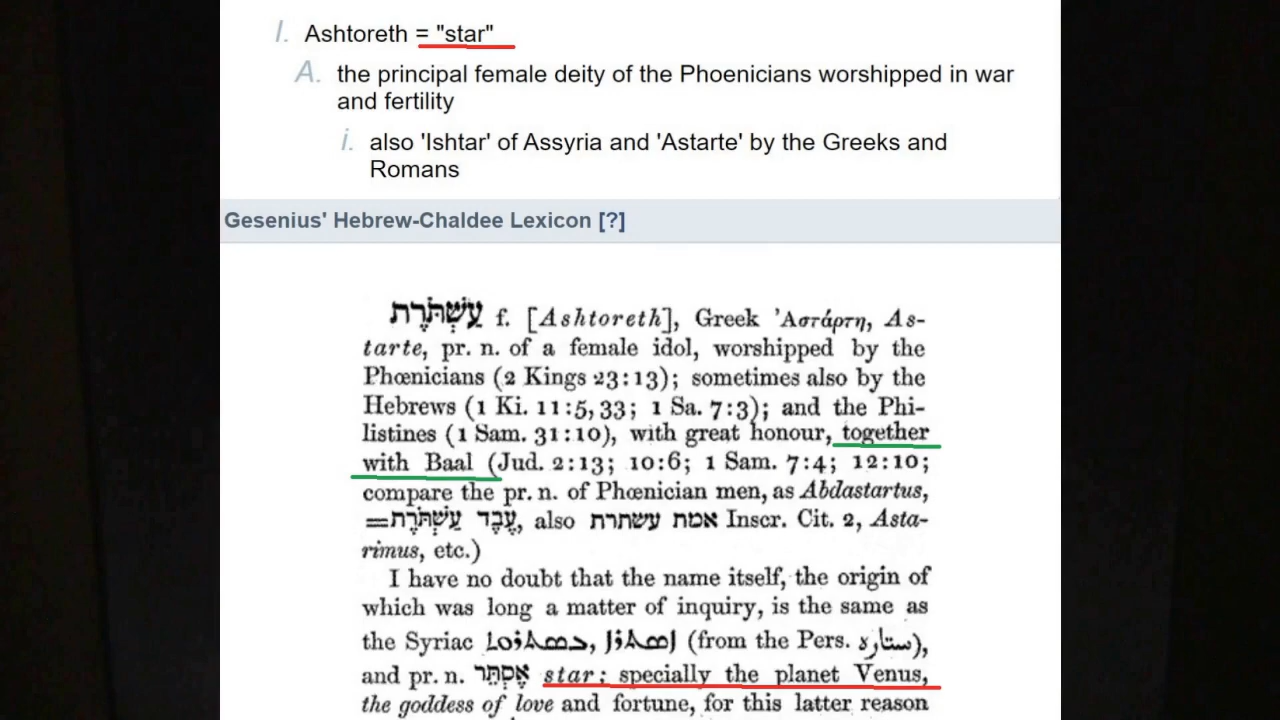 I. Ashtoreth = "star"
A. the principal female deity of the Phoenicians worshipped in war
and fertility
i. also 'Ishtar' of Assyria and 'Astarte' by the Greeks and
Romans
Gesenius' Hebrew-Chaldee Lexicon [?]
עַשְׁתֹּרֶת f. [Ashtoreth], Greek Ἀστάρτη, As-
tarte, pr. n. of a female idol, worshipped by the
Phœnicians (2 Kings 23:13); sometimes also by the
Hebrews (1 Ki. 11:5, 33; 1 Sa. 7:3); and the Phi-
listines (1 Sam. 31:10), with great honour, together
with Baal (Jud. 2:13; 10:6; 1 Sam. 7:4; 12:10;
compare the pr. n. of Phœnician men, as Abdastartus,
=עֶבֶד עַשְׁתֹּרֶת, also אמת עשתרת Inscr. Cit. 2, Asta-
rimus, etc.)
I have no doubt that the name itself, the origin of
which was long a matter of inquiry, is the same as
the Syriac (from the Pers. ستاره),
and pr. n. אֶסְתֵּר star; specially the planet Venus,
the goddess of love and fortune, for this latter reason